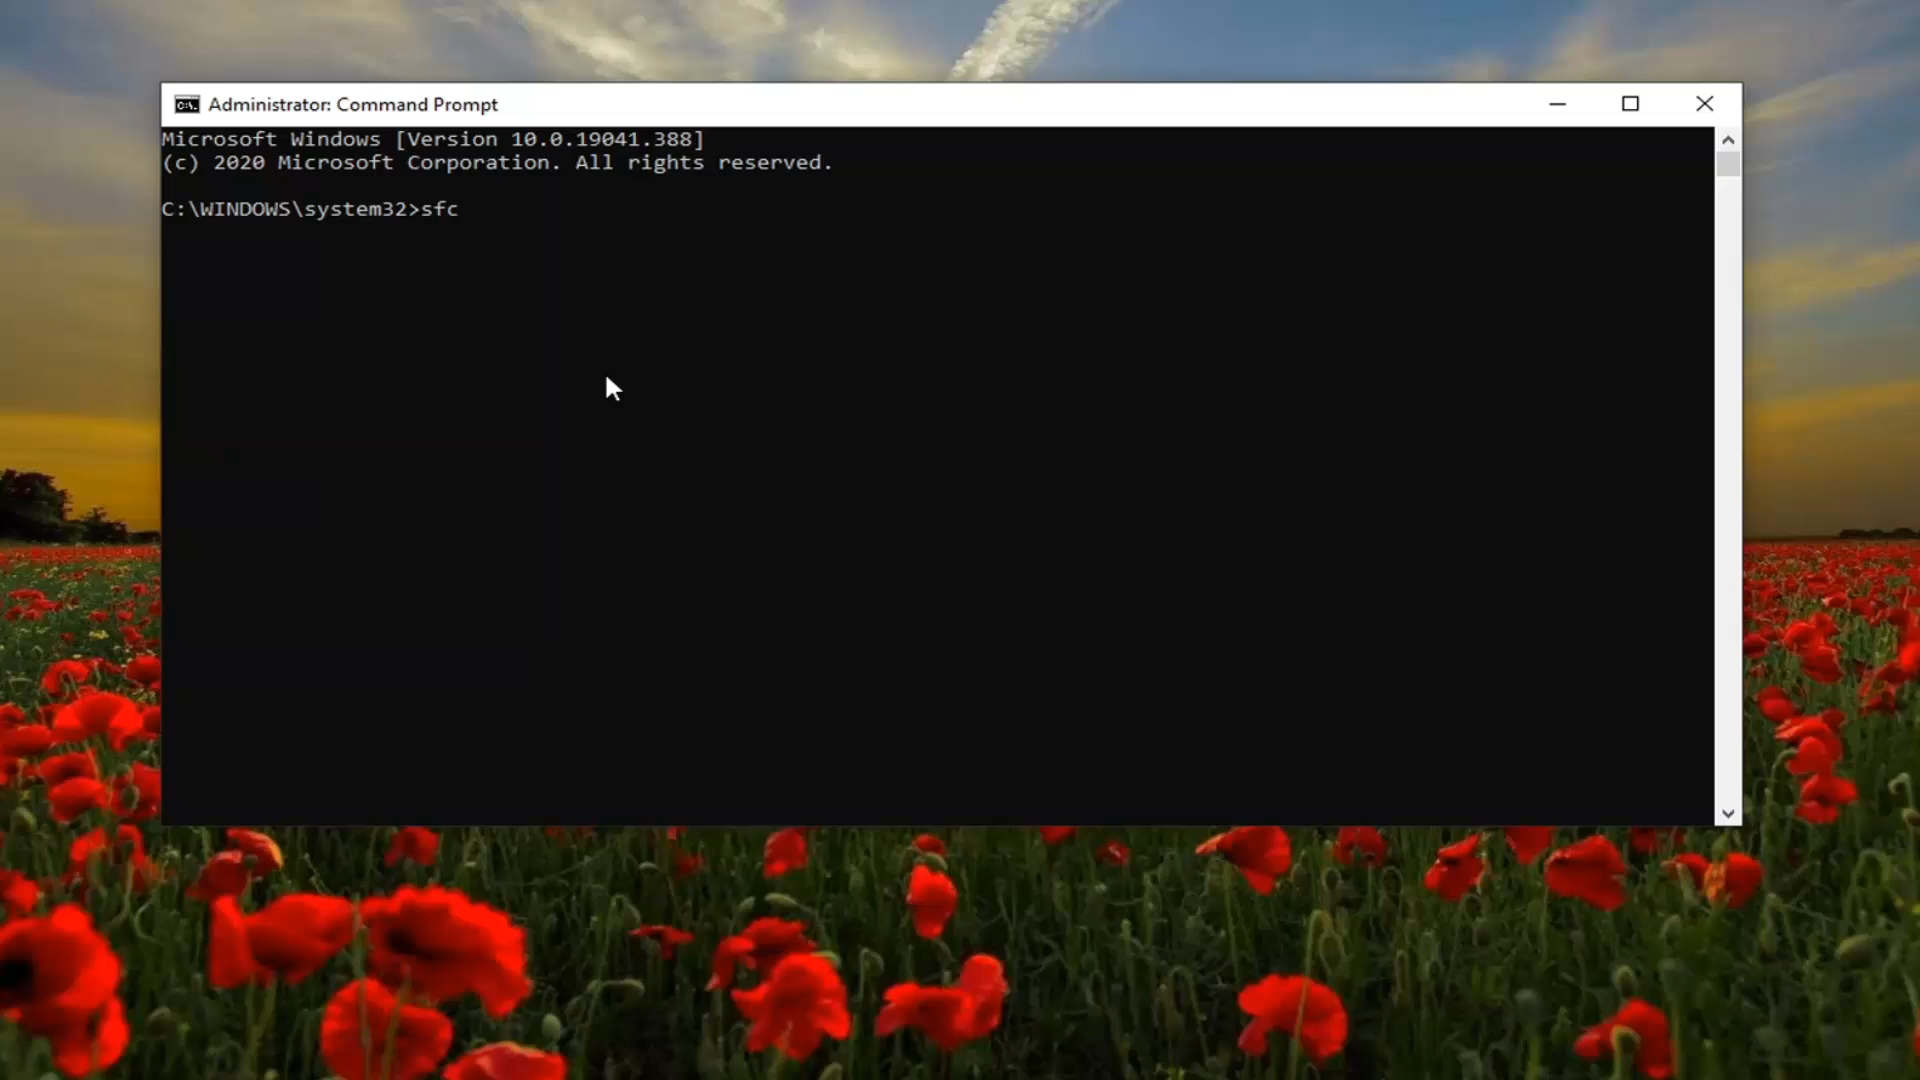 Administrator: Command Prompt
Microsoft Windows [Version 10.0.19041.388]
(c) 2020 Microsoft Corporation. All rights reserved.
C:\WINDOWS\system32>sfc